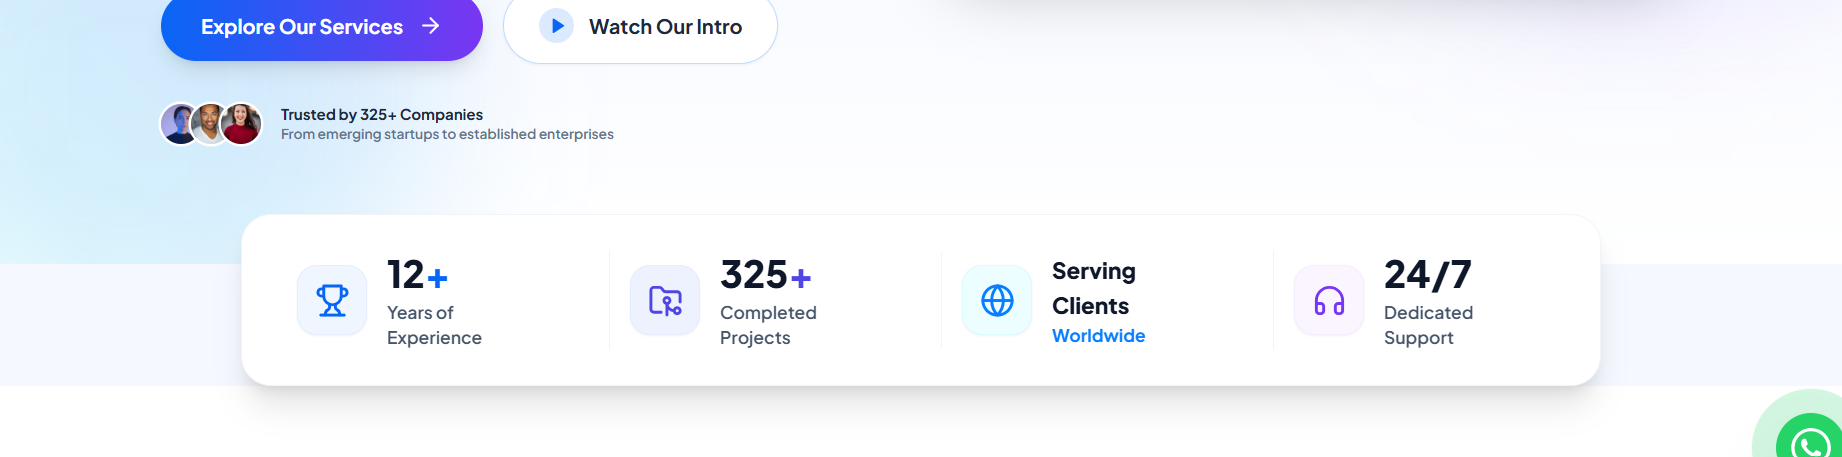 Explore Our Services
Watch Our Intro
Trusted by 325+ Companies
From emerging startups to established enterprises
12+
Years of
Experience
325+
Completed
Projects
Serving
Clients
Worldwide
24/7
Dedicated
Support